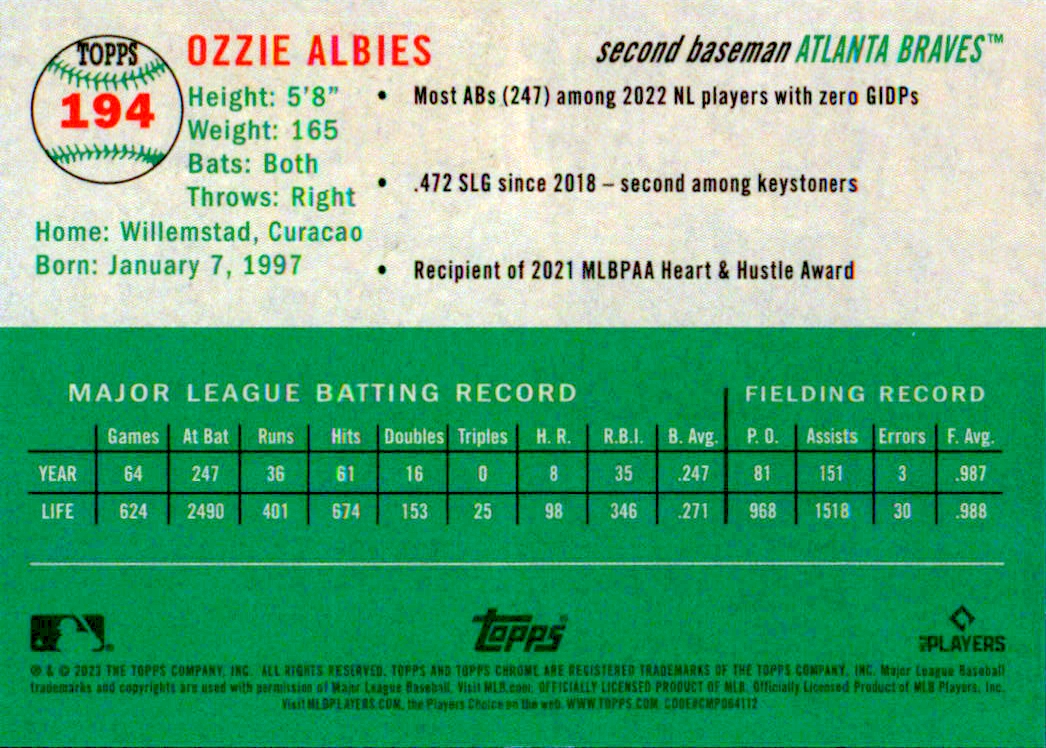 TOPPS
194
OZZIE ALBIES
second baseman ATLANTA BRAVES™
Height: 5'8"
Weight: 165
Bats: Both
Throws: Right
Home: Willemstad, Curacao
Born: January 7, 1997
• Most ABs (247) among 2022 NL players with zero GIDPs
• .472 SLG since 2018 – second among keystoners
• Recipient of 2021 MLBPAA Heart & Hustle Award
MAJOR LEAGUE BATTING RECORD FIELDING RECORD
Games At Bat Runs Hits Doubles Triples H. R. R.B.I. B. Avg. P. O. Assists Errors F. Avg.
YEAR 64 247 36 61 16 0 8 35 .247 81 151 3 .987
LIFE 624 2490 401 674 153 25 98 346 .271 968 1518 30 .988
topps
PLAYERS
® & © 2023 THE TOPPS COMPANY, INC. ALL RIGHTS RESERVED. TOPPS AND TOPPS CHROME ARE REGISTERED TRADEMARKS OF THE TOPPS COMPANY, INC. Major League Baseball
trademarks and copyrights are used with permission of Major League Baseball. Visit MLB.com. OFFICIALLY LICENSED PRODUCT OF MLB. Officially Licensed Product of MLB Players, Inc.
Visit MLBPLAYERS.COM, the Players Choice on the web. WWW.TOPPS.COM CODE#CMP064112